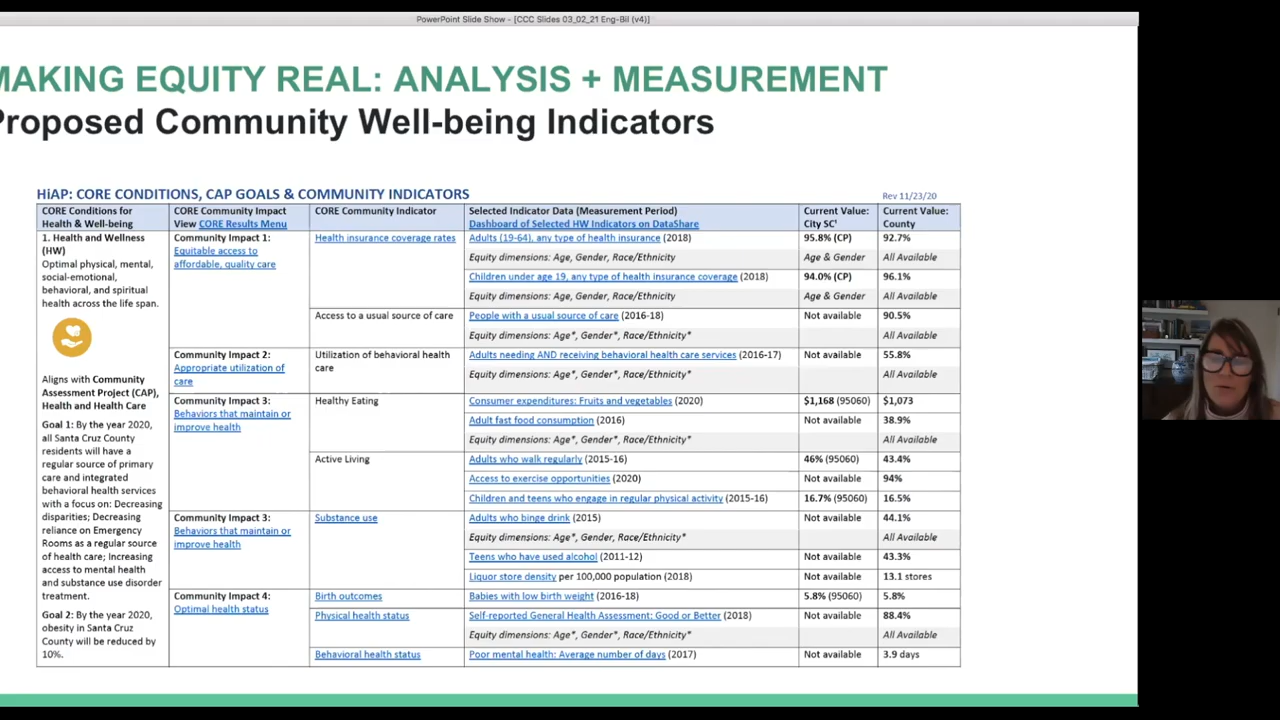 PowerPoint Slide Show - [CCC Slides 03_02_21 Eng-Bil (v4)]
MAKING EQUITY REAL: ANALYSIS + MEASUREMENT
Proposed Community Well-being Indicators
HiAP: CORE CONDITIONS, CAP GOALS & COMMUNITY INDICATORS
Rev 11/23/20
CORE Conditions for
Health & Well-being
CORE Community Impact
View CORE Results Menu
CORE Community Indicator
Selected Indicator Data (Measurement Period)
Dashboard of Selected HW Indicators on DataShare
Current Value:
City SC¹
Current Value:
County
1. Health and Wellness
(HW)
Optimal physical, mental,
social-emotional,
behavioral, and spiritual
health across the life span.
Aligns with Community
Assessment Project (CAP),
Health and Health Care
Goal 1: By the year 2020,
all Santa Cruz County
residents will have a
regular source of primary
care and integrated
behavioral health services
with a focus on: Decreasing
disparities; Decreasing
reliance on Emergency
Rooms as a regular source
of health care; Increasing
access to mental health
and substance use disorder
treatment.
Goal 2: By the year 2020,
obesity in Santa Cruz
County will be reduced by
10%.
Community Impact 1:
Equitable access to
affordable, quality care
Health insurance coverage rates
Adults (19-64), any type of health insurance (2018)
95.8% (CP)
92.7%
Equity dimensions: Age, Gender, Race/Ethnicity
Age & Gender
All Available
Children under age 19, any type of health insurance coverage (2018)
94.0% (CP)
96.1%
Equity dimensions: Age, Gender, Race/Ethnicity
Age & Gender
All Available
Access to a usual source of care
People with a usual source of care (2016-18)
Not available
90.5%
Equity dimensions: Age*, Gender*, Race/Ethnicity*
All Available
Community Impact 2:
Appropriate utilization of
care
Utilization of behavioral health
care
Adults needing AND receiving behavioral health care services (2016-17)
Not available
55.8%
Equity dimensions: Age*, Gender*, Race/Ethnicity*
All Available
Community Impact 3:
Behaviors that maintain or
improve health
Healthy Eating
Consumer expenditures: Fruits and vegetables (2020)
$1,168 (95060)
$1,073
Adult fast food consumption (2016)
Not available
38.9%
Equity dimensions: Age*, Gender*, Race/Ethnicity*
All Available
Active Living
Adults who walk regularly (2015-16)
46% (95060)
43.4%
Access to exercise opportunities (2020)
Not available
94%
Children and teens who engage in regular physical activity (2015-16)
16.7% (95060)
16.5%
Community Impact 3:
Behaviors that maintain or
improve health
Substance use
Adults who binge drink (2015)
Not available
44.1%
Equity dimensions: Age*, Gender, Race/Ethnicity*
All Available
Teens who have used alcohol (2011-12)
Not available
43.3%
Liquor store density per 100,000 population (2018)
Not available
13.1 stores
Community Impact 4:
Optimal health status
Birth outcomes
Babies with low birth weight (2016-18)
5.8% (95060)
5.8%
Physical health status
Self-reported General Health Assessment: Good or Better (2018)
Not available
88.4%
Equity dimensions: Age*, Gender*, Race/Ethnicity*
All Available
Behavioral health status
Poor mental health: Average number of days (2017)
Not available
3.9 days